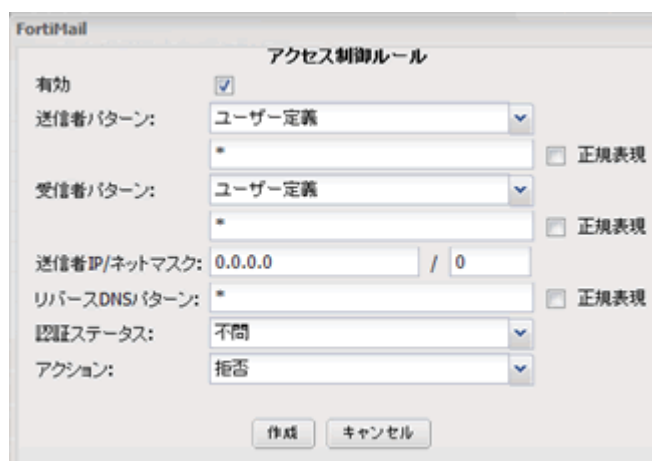 FortiMail
アクセス制御ルール
有効
送信者パターン: ユーザー定義
* 正規表現
受信者パターン: ユーザー定義
* 正規表現
送信者IP/ネットマスク: 0.0.0.0 / 0
リバースDNSパターン: * 正規表現
認証ステータス: 不問
アクション: 拒否
作成 キャンセル